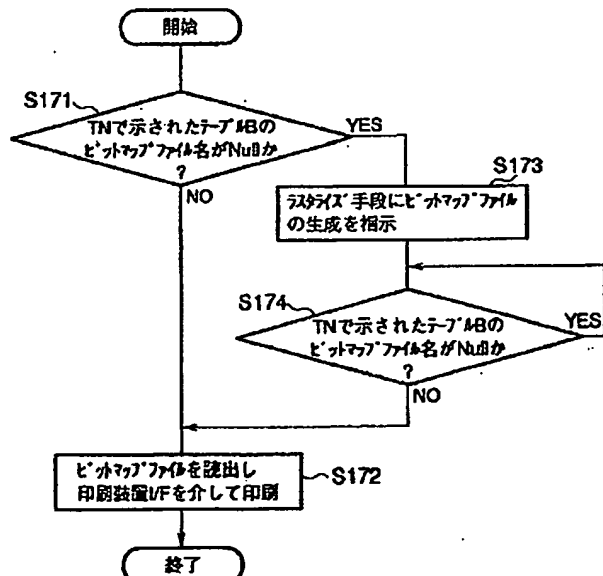 開始
S171
TNで示されたテーブルBの
ビットマップファイル名がNullか
?
YES
NO
S173
ラスタライズ手段にビットマップファイル
の生成を指示
S174
TNで示されたテーブルBの
ビットマップファイル名がNullか
?
YES
NO
ビットマップファイルを読出し
印刷装置I/Fを介して印刷
S172
終了